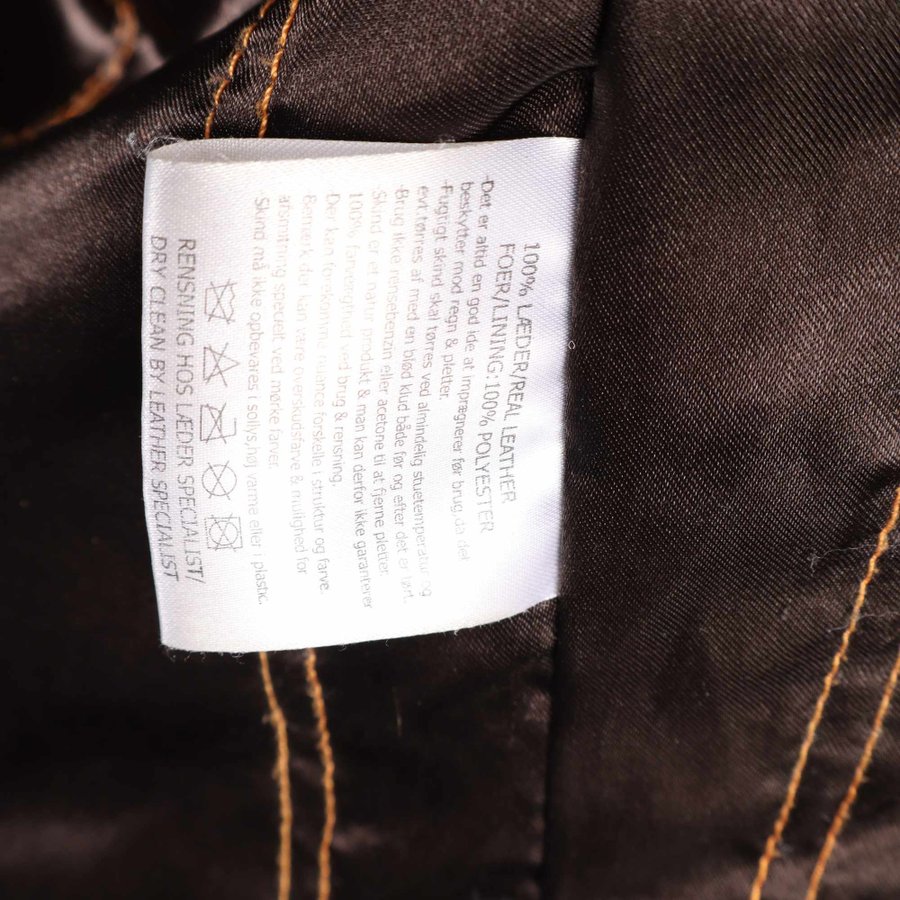 100% LÆDER/REAL LEATHER
FOER/LINING:100% POLYESTER
-Det er altid en god ide at imprægnerer før brug,da det
beskytter mod regn & pletter.
-Fugtigt skind skal tørres ved almindelig stuetemperatur og
evt.tørres af med en blød klud både før og efter det er tørt.
-Brug ikke rensebenzin eller acetone til at fjerne pletter.
-Skind er et natur produkt & man kan derfor ikke garanterer
100% farveægthed ved brug & rensning.
-Der kan forekomme nuance forskelle i struktur og farve.
-Bemærk der kan være overskudsfarve & mulighed for
afsmitning specielt ved mørke farver.
-Skind må ikke opbevares i sollys,høj varme eller i plastic.
RENSNING HOS LÆDER SPECIALIST/
DRY CLEAN BY LEATHER SPECIALIST